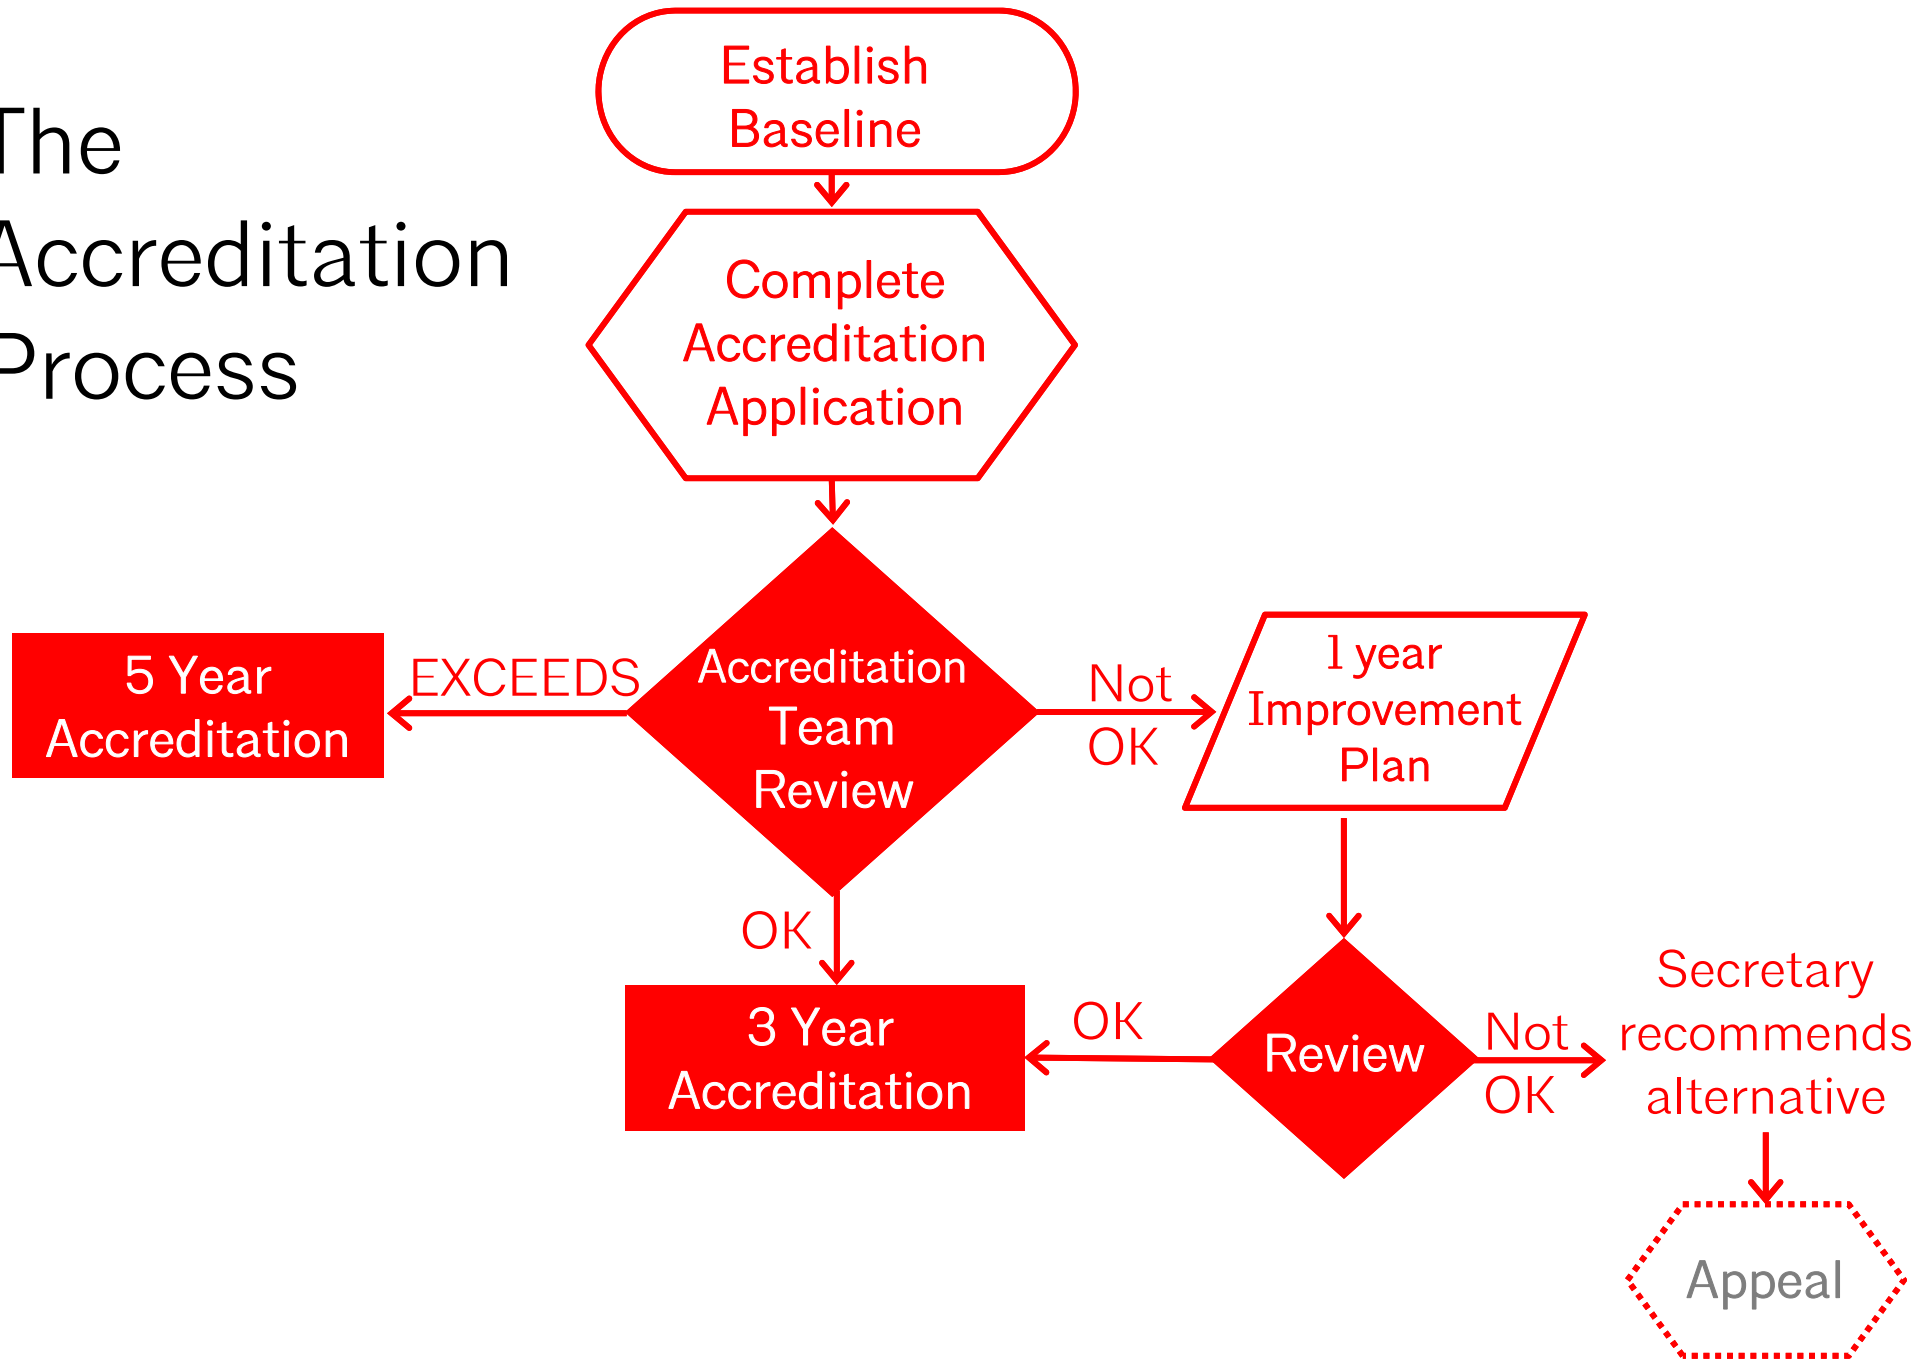 The
Accreditation
Process
Establish
Baseline
Complete
Accreditation
Application
Accreditation
Team
Review
EXCEEDS
5 Year
Accreditation
Not
OK
1 year
Improvement
Plan
OK
3 Year
Accreditation
OK
Review
Not
OK
Secretary
recommends
alternative
Appeal